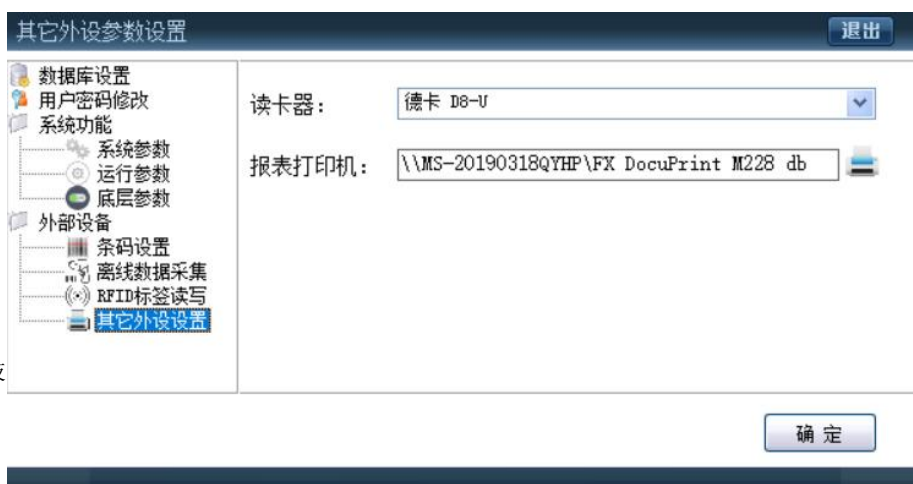 其它外设参数设置
退出
数据库设置
用户密码修改
系统功能
系统参数
运行参数
底层参数
外部设备
条码设置
离线数据采集
RFID标签读写
其它外设设置
读卡器：
德卡 D8-U
报表打印机：
\\MS-20190318QYHP\FX DocuPrint M228 db
确 定